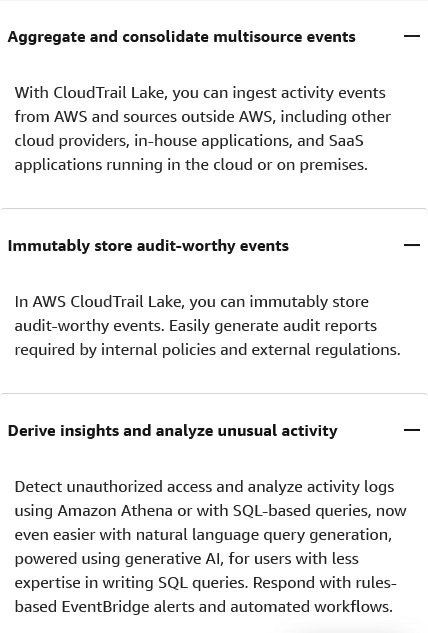 Aggregate and consolidate multisource events
With CloudTrail Lake, you can ingest activity events
from AWS and sources outside AWS, including other
cloud providers, in-house applications, and SaaS
applications running in the cloud or on premises.
Immutably store audit-worthy events
In AWS CloudTrail Lake, you can immutably store
audit-worthy events. Easily generate audit reports
required by internal policies and external regulations.
Derive insights and analyze unusual activity
Detect unauthorized access and analyze activity logs
using Amazon Athena or with SQL-based queries, now
even easier with natural language query generation,
powered using generative AI, for users with less
expertise in writing SQL queries. Respond with rules-
based EventBridge alerts and automated workflows.